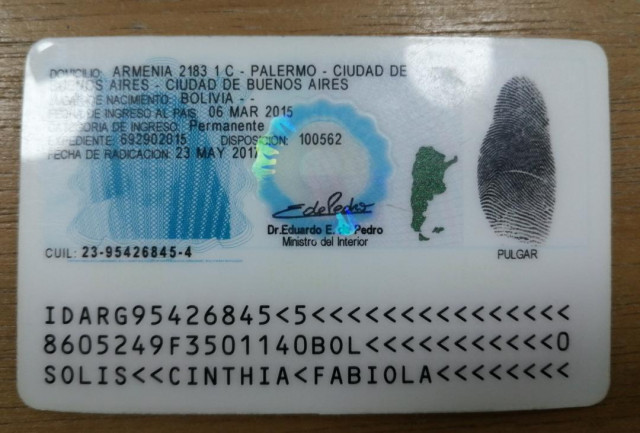 DOMICILIO: ARMENIA 2183 1 C - PALERMO - CIUDAD DE
BUENOS AIRES - CIUDAD DE BUENOS AIRES
LUGAR DE NACIMIENTO: BOLIVIA - -
FECHA DE INGRESO AL PAIS: 06 MAR 2015
CATEGORIA DE INGRESO: Permanente
EXPEDIENTE: 692902015 DISPOSICION: 100562
FECHA DE RADICACION: 23 MAY 2017
Dr. Eduardo E. de Pedro
Ministro del Interior
CUIL: 23-95426845-4
PULGAR
IDARG95426845<5<<<<<<<<<<<<<<<
8605249F3501140BOL<<<<<<<<<<<0
SOLIS<<CINTHIA<FABIOLA<<<<<<<<